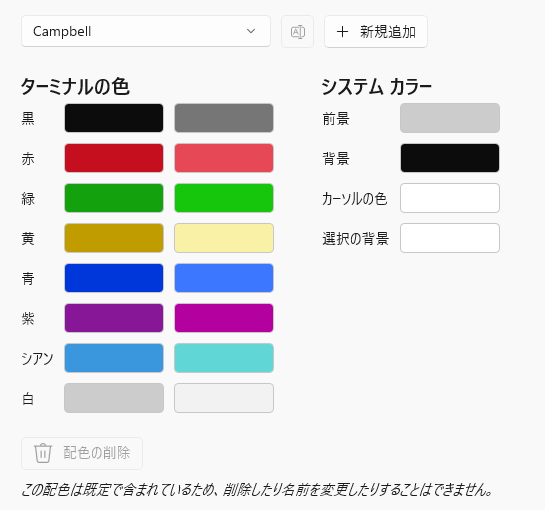 Campbell
新規追加
ターミナルの色
システム カラー
黒
前景
赤
背景
緑
カーソルの色
黄
選択の背景
青
紫
シアン
白
配色の削除
この配色は既定で含まれているため、削除したり名前を変更したりすることはできません。